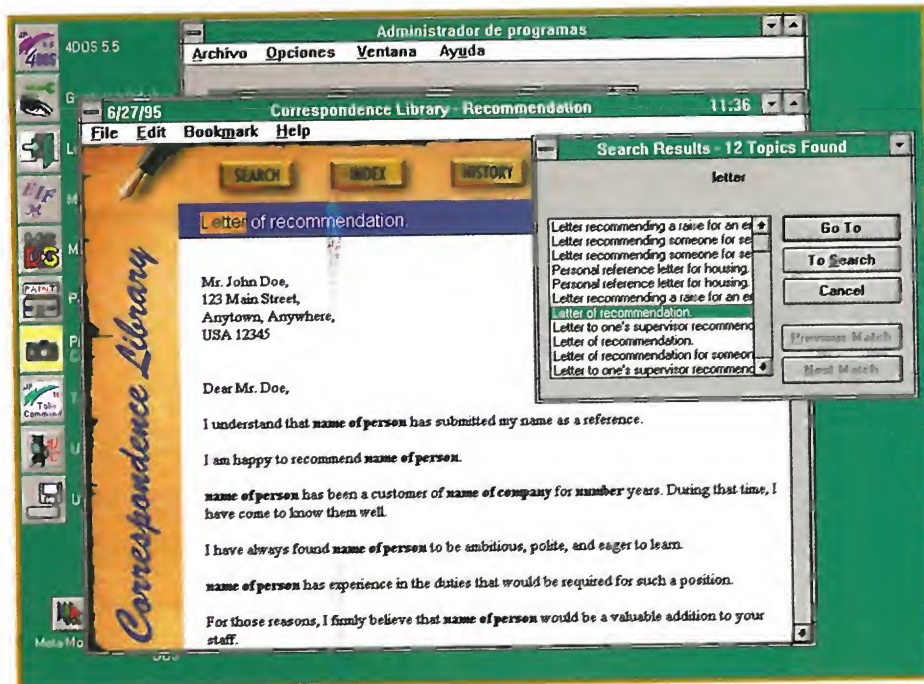 4DOS 5.5
Administrador de programas
Archivo Opciones Ventana Ayuda
6/27/95 Correspondence Library - Recommendation 11:36
File Edit Bookmark Help
SEARCH INDEX HISTORY
Letter of recommendation.
Correspondence Library
Mr. John Doe,
123 Main Street,
Anytown, Anywhere,
USA 12345
Dear Mr. Doe,
I understand that name of person has submitted my name as a reference.
I am happy to recommend name of person.
name of person has been a customer of name of company for number years. During that time, I
have come to know them well.
I have always found name of person to be ambitious, polite, and eager to learn.
name of person has experience in the duties that would be required for such a position.
For those reasons, I firmly believe that name of person would be a valuable addition to your
staff.
Search Results - 12 Topics Found
letter
Letter recommending a raise for an e
Letter recommending someone for se
Letter recommending someone for se
Personal reference letter for housing.
Personal reference letter for housing.
Letter recommending a raise for an e
Letter of recommendation.
Letter to one's supervisor recommend
Letter of recommendation.
Letter of recommendation for someon
Letter to one's supervisor recommend
Go To
To Search
Cancel
Previous Match
Next Match
PAINT
Take
Command